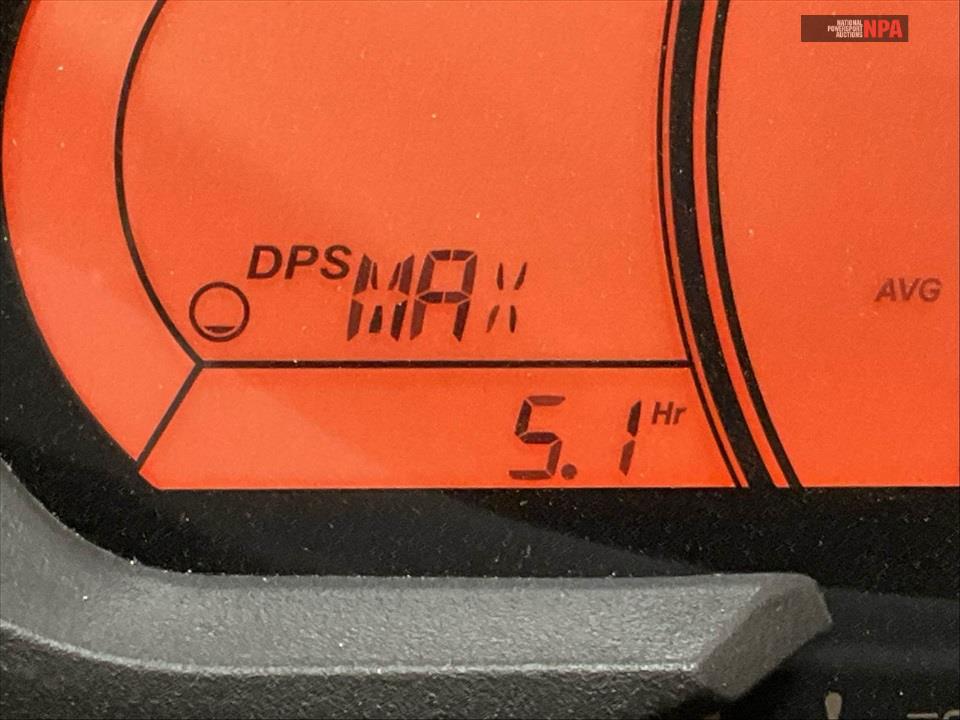 NATIONAL
POWERSPORT
AUCTIONS
NPA
DPS MAX
AVG
5.1 Hr